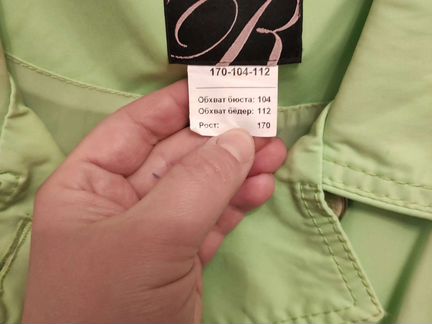 R
170-104-112
Обхват бюста: 104
Обхват бёдер: 112
Рост: 170